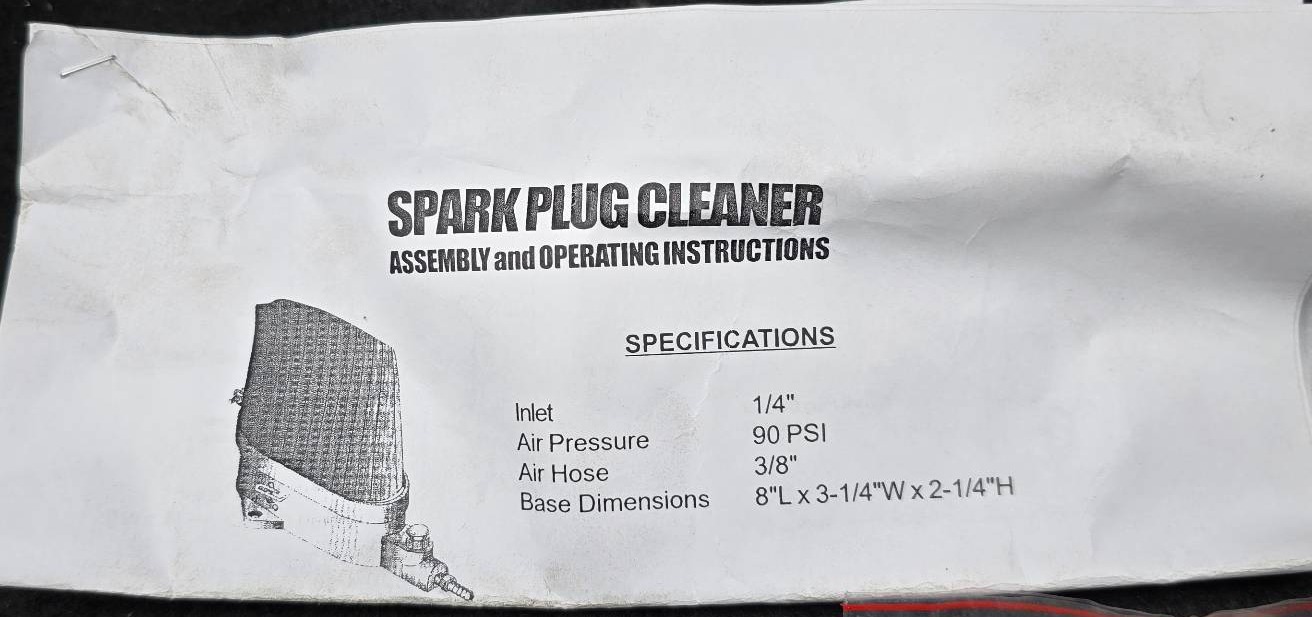 SPARK PLUG CLEANER
ASSEMBLY and OPERATING INSTRUCTIONS
SPECIFICATIONS
Inlet 1/4"
Air Pressure 90 PSI
Air Hose 3/8"
Base Dimensions 8"L x 3-1/4"W x 2-1/4"H